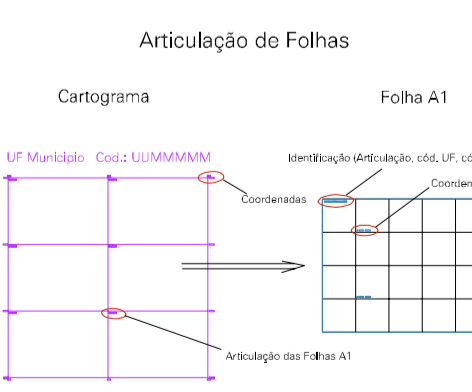 Articulação de Folhas
Cartograma
Folha A1
UF Municipio Cod.: UUMMMMM
Identificação (Articulação, cód. UF, có
Coorden
Coordenadas
Articulação das Folhas A1